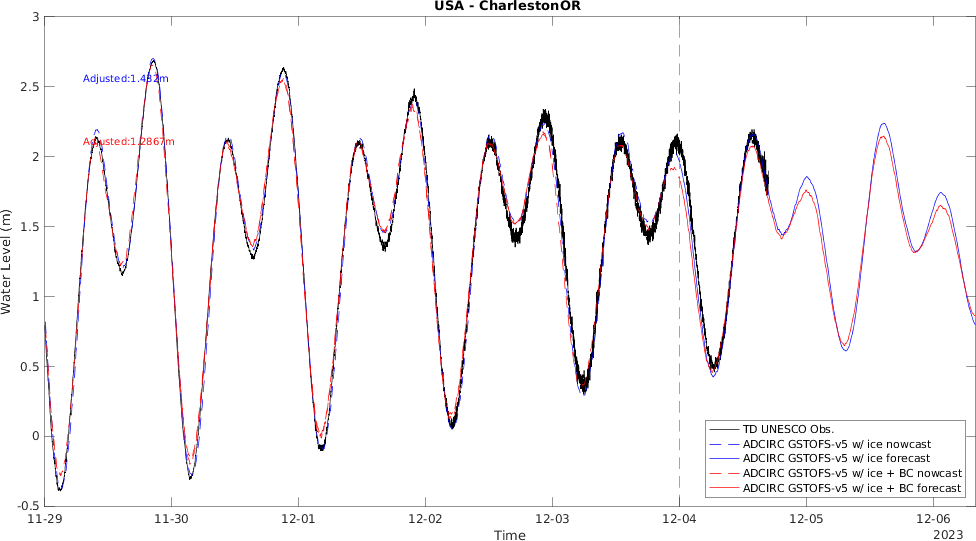 USA - CharlestonOR
3
2.5
2
1.5
1
0.5
0
-0.5
Water Level (m)
Adjusted:1.432m
Adjusted:1.2867m
TD UNESCO Obs.
ADCIRC GSTOFS-v5 w/ ice nowcast
ADCIRC GSTOFS-v5 w/ ice forecast
ADCIRC GSTOFS-v5 w/ ice + BC nowcast
ADCIRC GSTOFS-v5 w/ ice + BC forecast
11-29 11-30 12-01 12-02 12-03 12-04 12-05 12-06
Time
2023